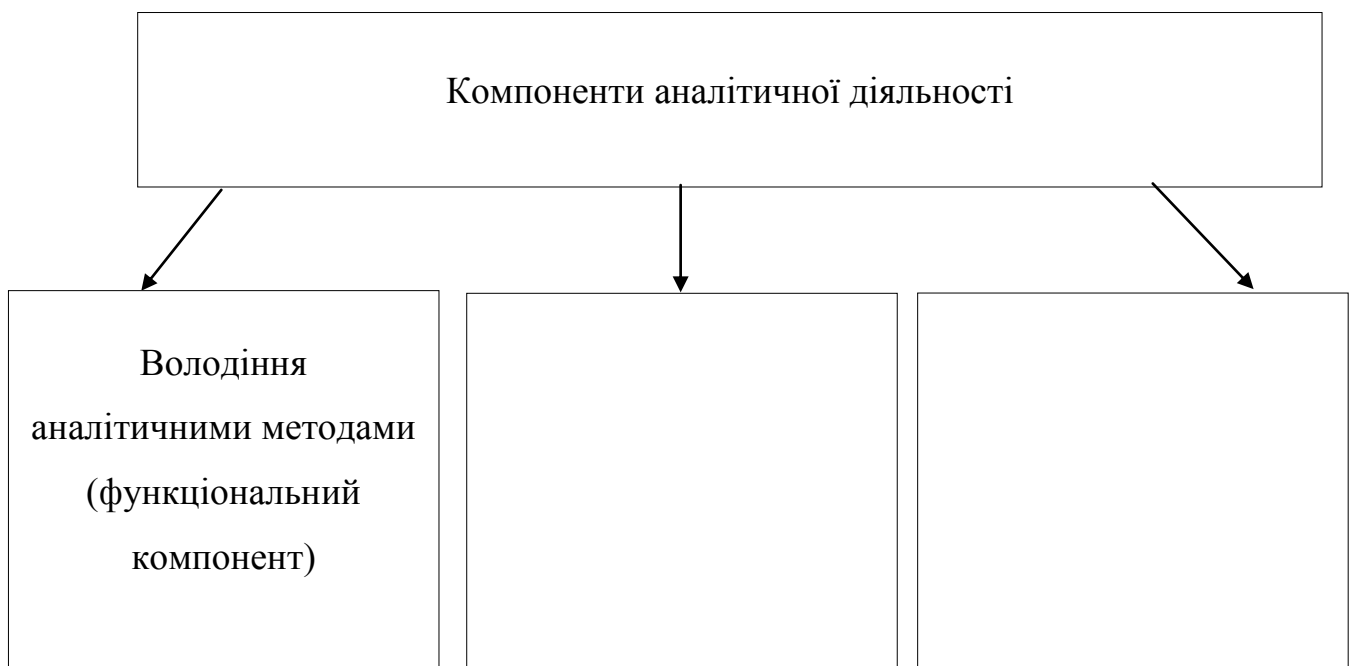 Компоненти аналітичної діяльності
Володіння
аналітичними методами
(функціональний
компонент)